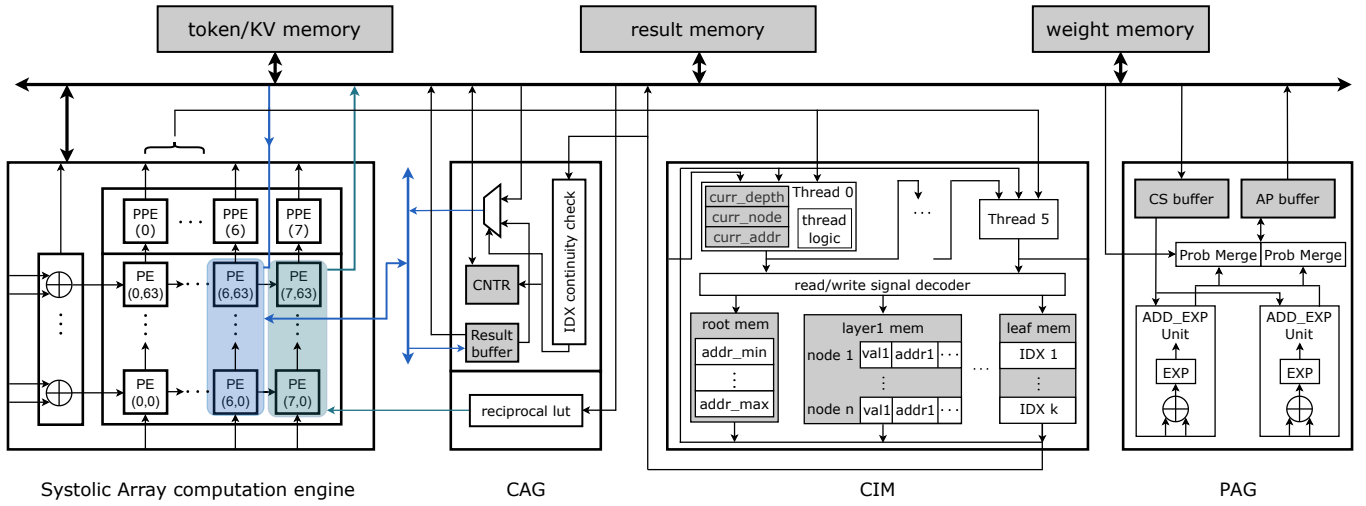 token/KV memory
result memory
weight memory
PPE
(0)
· · ·
PPE
(6)
PPE
(7)
PE
(0,63)
PE
(6,63)
PE
(7,63)
PE
(0,0)
PE
(6,0)
PE
(7,0)
Systolic Array computation engine
CNTR
Result
buffer
IDX continuity check
reciprocal lut
CAG
curr_depth
curr_node
curr_addr
Thread 0
thread
logic
...
Thread 5
read/write signal decoder
root mem
addr_min
addr_max
layer1 mem
node 1
val1
addr1
· · ·
node n
val1
addr1
· · ·
...
leaf mem
IDX 1
IDX k
CIM
CS buffer
AP buffer
Prob Merge
Prob Merge
ADD_EXP
Unit
EXP
ADD_EXP
Unit
EXP
PAG